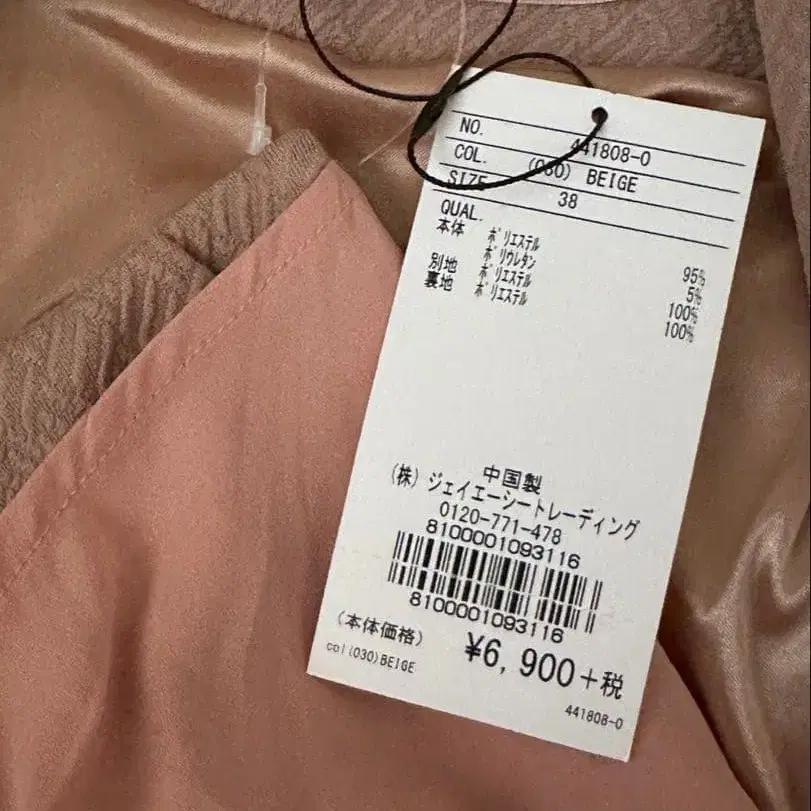 NO. 441808-0
COL. (030) BEIGE
SIZE 38
QUAL.
本体 ﾎﾟﾘｴｽﾃﾙ 95%
ﾎﾟﾘｳﾚﾀﾝ 5%
別地 ﾎﾟﾘｴｽﾃﾙ 100%
裏地 ﾎﾟﾘｴｽﾃﾙ 100%
中国製
(株) ジェイエーシートレーディング
0120-771-478
8100001093116
8100001093116
(本体価格) ¥6,900+税
col(030)BEIGE
441808-0